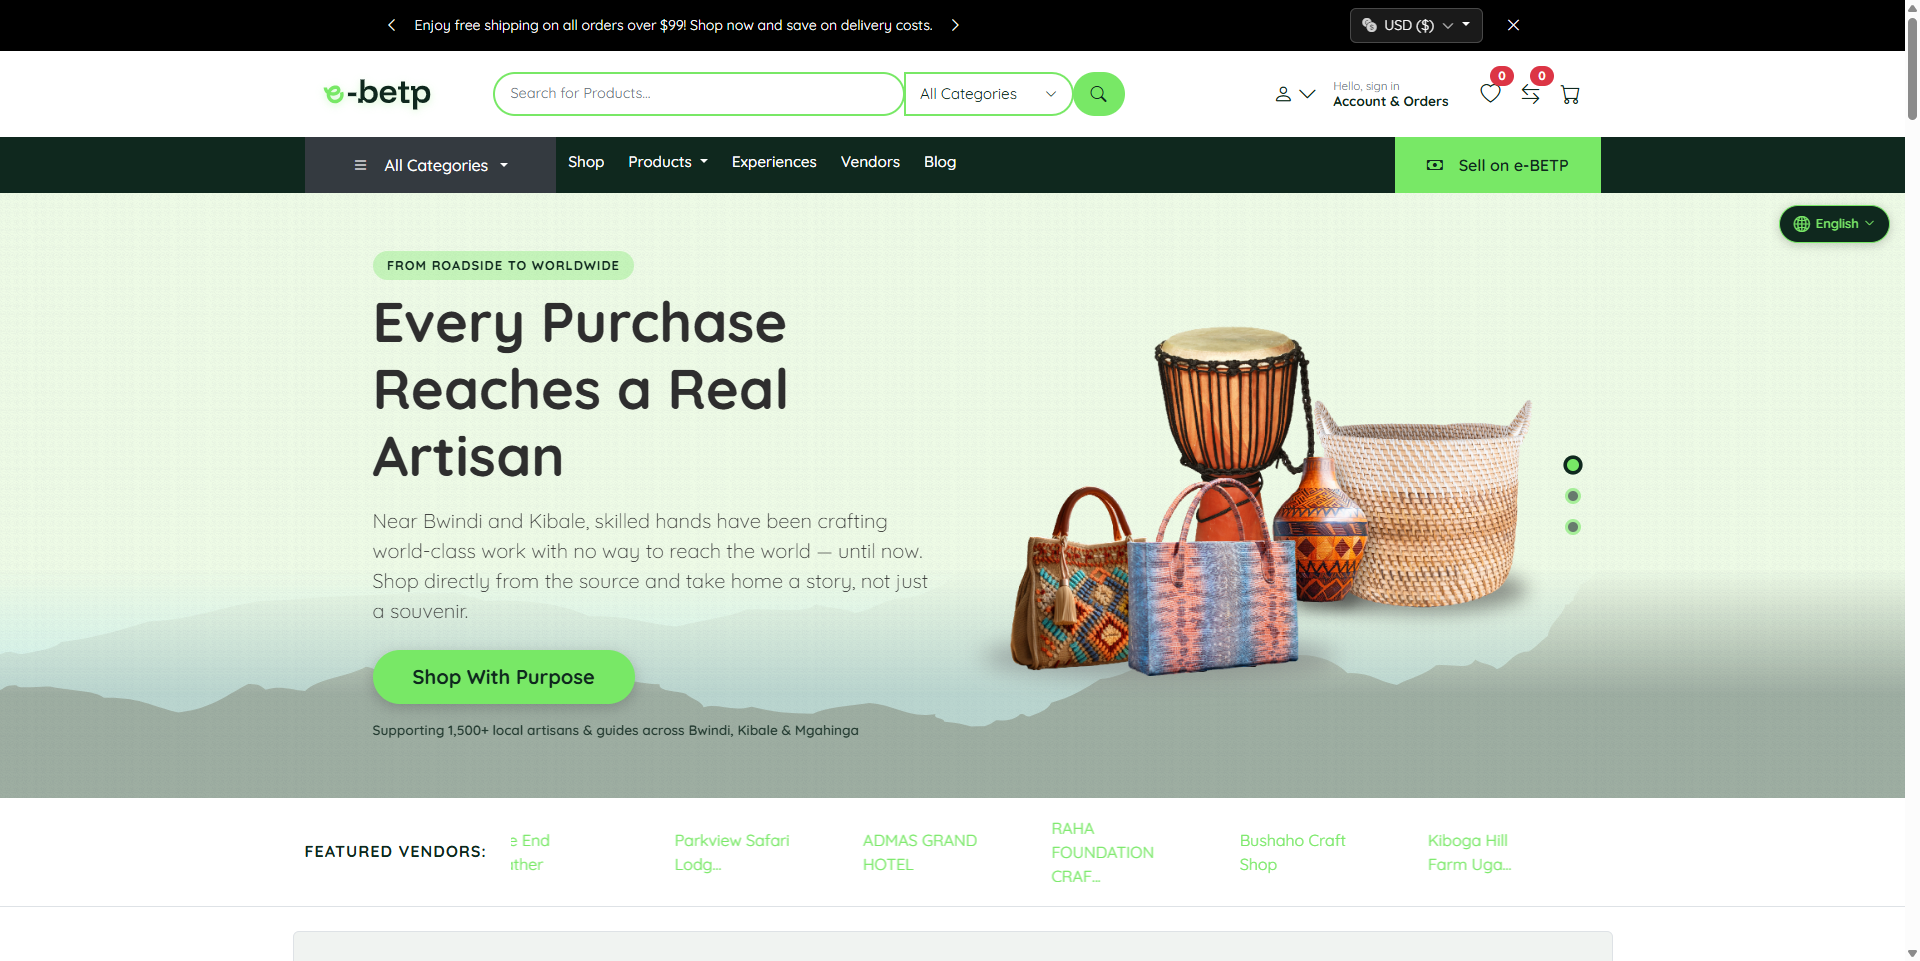 Enjoy free shipping on all orders over $99! Shop now and save on delivery costs.
USD ($)
e-betp
Search for Products...
All Categories
Hello, sign in
Account & Orders
0
0
All Categories
Shop
Products
Experiences
Vendors
Blog
Sell on e-BETP
English
FROM ROADSIDE TO WORLDWIDE
Every Purchase
Reaches a Real
Artisan
Near Bwindi and Kibale, skilled hands have been crafting
world-class work with no way to reach the world — until now.
Shop directly from the source and take home a story, not just
a souvenir.
Shop With Purpose
Supporting 1,500+ local artisans & guides across Bwindi, Kibale & Mgahinga
FEATURED VENDORS:
e End
ther
Parkview Safari
Lodg...
ADMAS GRAND
HOTEL
RAHA
FOUNDATION
CRAF...
Bushaho Craft
Shop
Kiboga Hill
Farm Uga...